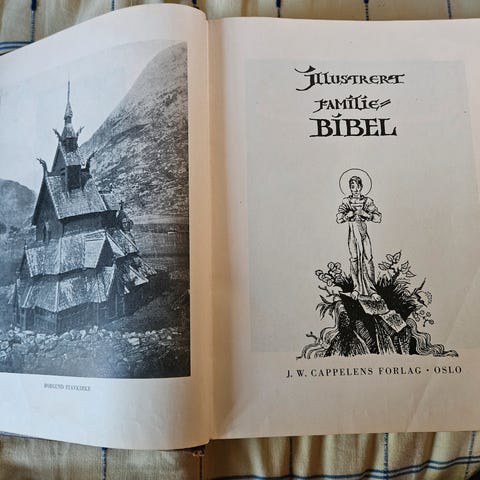 BORGUND STAVKIRKE
ILLUSTRERT
FAMILIE=
BIBEL
J. W. CAPPELENS FORLAG · OSLO